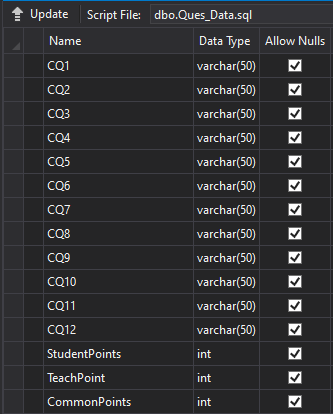 Update Script File: dbo.Ques_Data.sql
Name Data Type Allow Nulls
CQ1 varchar(50)
CQ2 varchar(50)
CQ3 varchar(50)
CQ4 varchar(50)
CQ5 varchar(50)
CQ6 varchar(50)
CQ7 varchar(50)
CQ8 varchar(50)
CQ9 varchar(50)
CQ10 varchar(50)
CQ11 varchar(50)
CQ12 varchar(50)
StudentPoints int
TeachPoint int
CommonPoints int